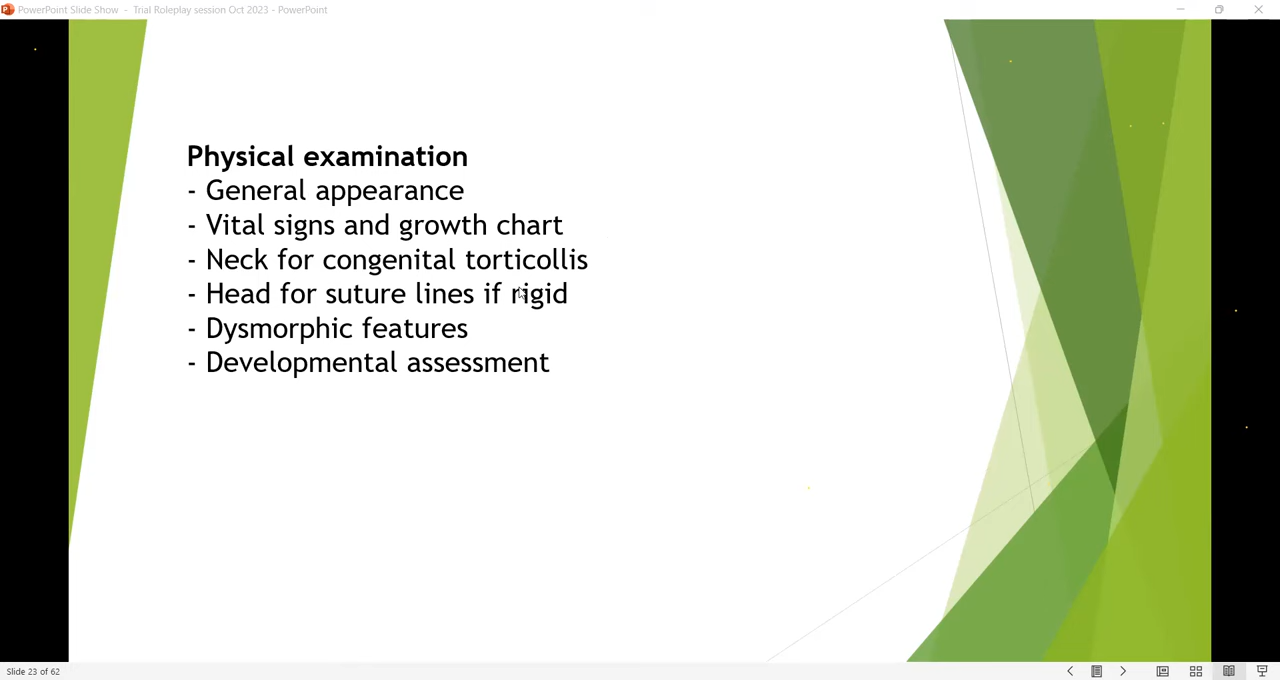 PowerPoint Slide Show - Trial Roleplay session Oct 2023 - PowerPoint
Physical examination
- General appearance
- Vital signs and growth chart
- Neck for congenital torticollis
- Head for suture lines if rigid
- Dysmorphic features
- Developmental assessment
Slide 23 of 62